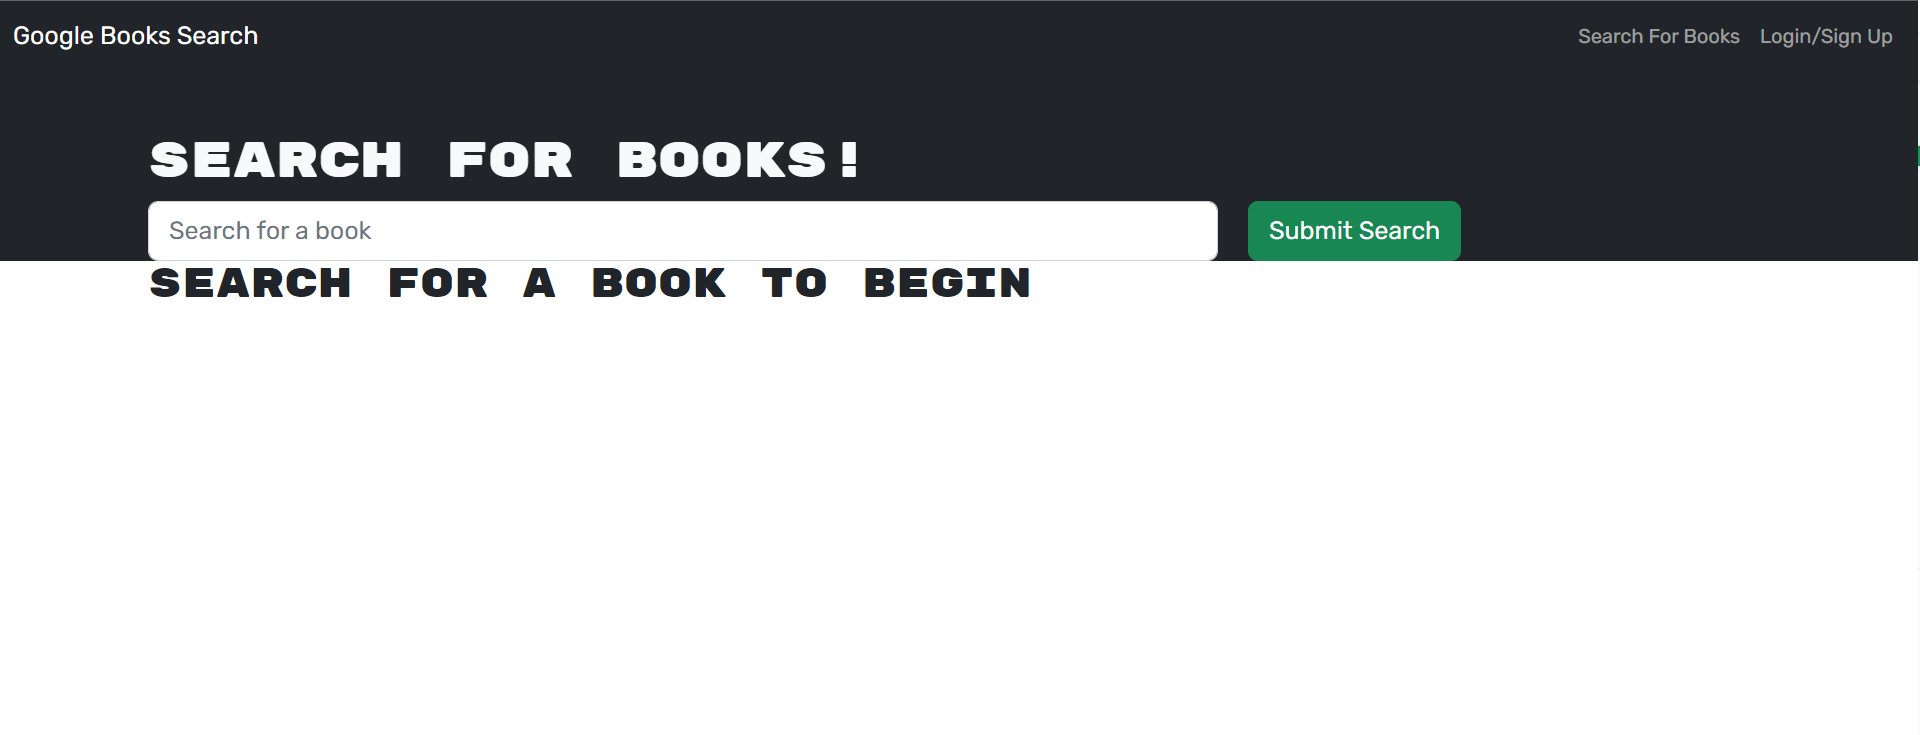 Google Books Search Search For Books Login/Sign Up
SEARCH FOR BOOKS!
Search for a book Submit Search
SEARCH FOR A BOOK TO BEGIN